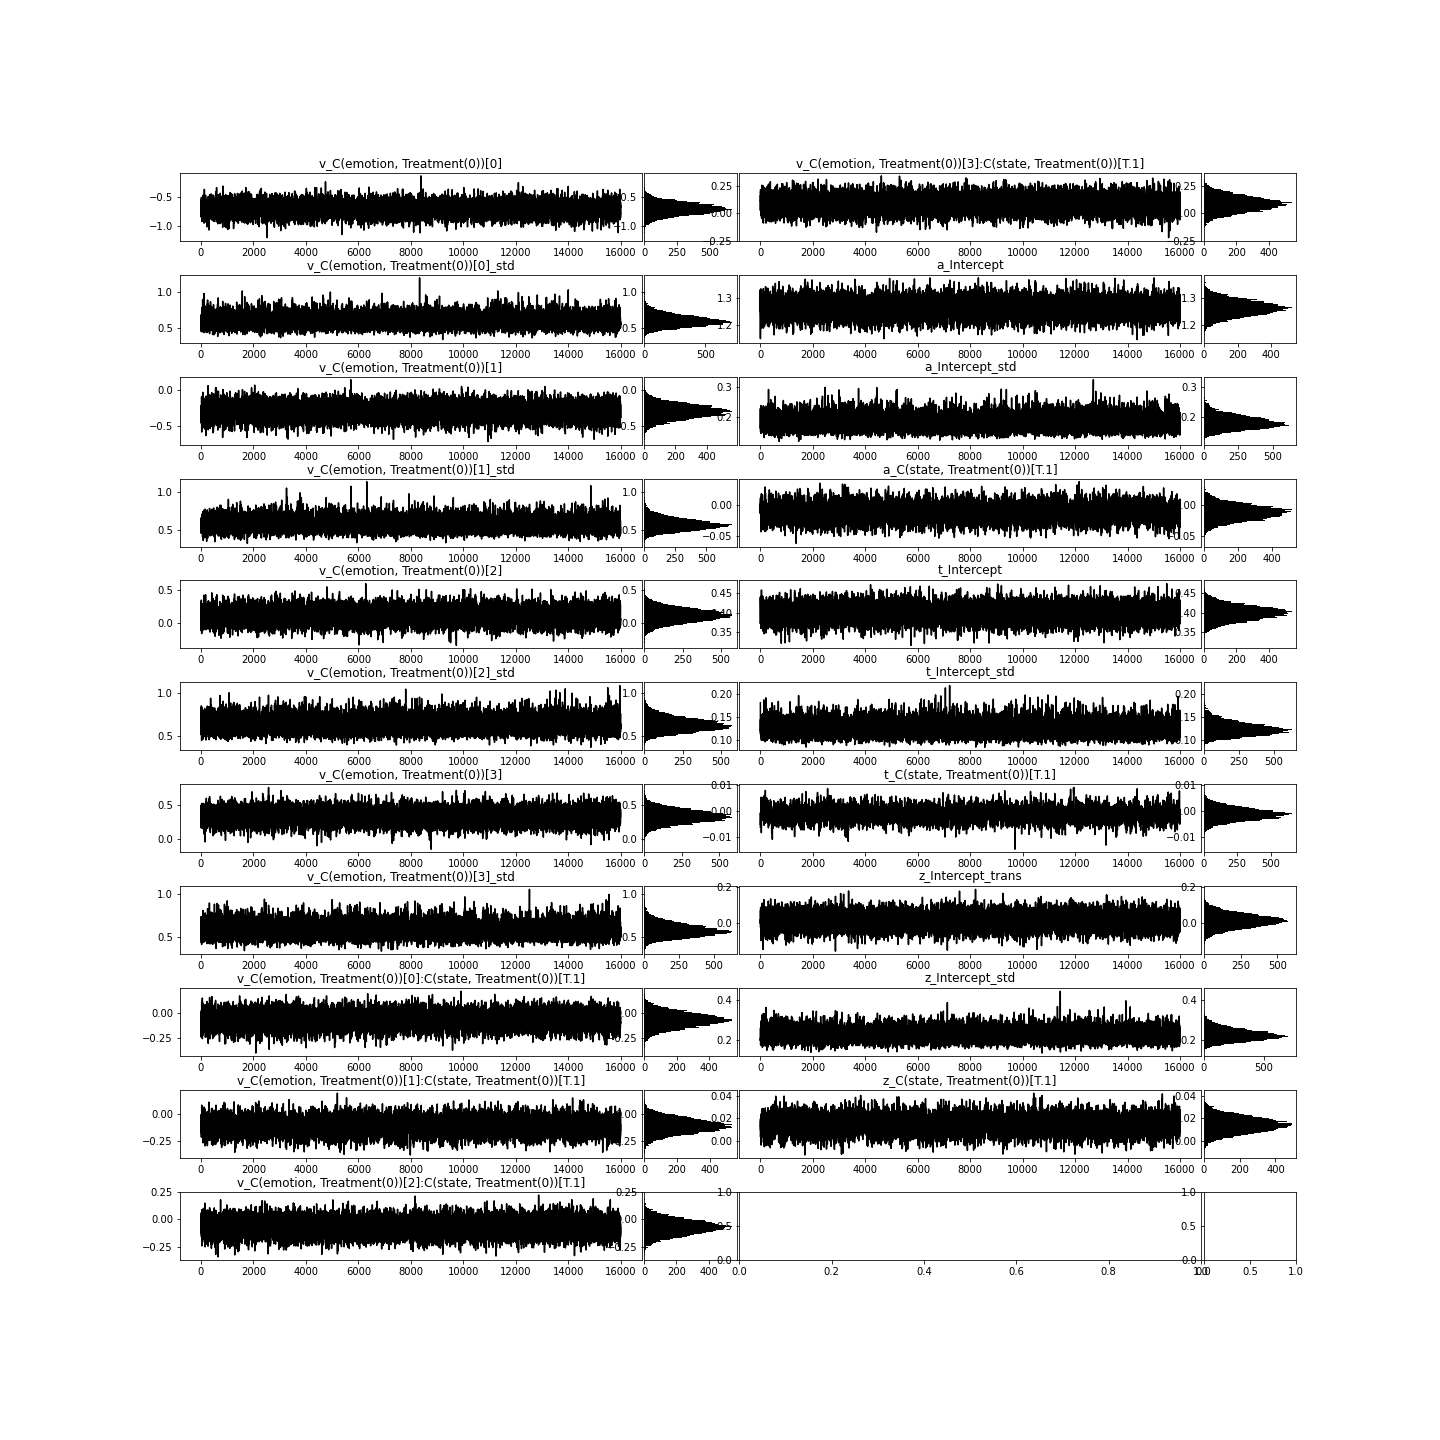 v_C(emotion, Treatment(0))[0]
v_C(emotion, Treatment(0))[3]:C(state, Treatment(0))[T.1]
−0.5 0.5 0.25 0.25
0.00 0.00
−1.0 1.0
0.25 0.25
0 2000 4000 6000 8000 10000 12000 14000 16000 0 250 500 0 2000 4000 6000 8000 10000 12000 14000 16000 0 200 400
v_C(emotion, Treatment(0))[0]_std
a_Intercept
1.0 1.0 1.3 1.3
0.5 0.5 1.2 1.2
0 2000 4000 6000 8000 10000 12000 14000 16000 0 500 0 2000 4000 6000 8000 10000 12000 14000 16000 0 200 400
v_C(emotion, Treatment(0))[1]
a_Intercept_std
0.0 0.0 0.3 0.3
−0.5 0.5 0.2 0.2
0 2000 4000 6000 8000 10000 12000 14000 16000 0 200 400 0 2000 4000 6000 8000 10000 12000 14000 16000 0 250 500
v_C(emotion, Treatment(0))[1]_std
a_C(state, Treatment(0))[T.1]
1.0 1.0 0.00 0.00
0.5 0.5 −0.05 0.05
0 2000 4000 6000 8000 10000 12000 14000 16000 0 250 500 0 2000 4000 6000 8000 10000 12000 14000 16000 0 200 400
v_C(emotion, Treatment(0))[2]
t_Intercept
0.5 0.5 0.45 0.45
0.0 0.0 0.40 0.40
0.35 0.35
0 2000 4000 6000 8000 10000 12000 14000 16000 0 250 500 0 2000 4000 6000 8000 10000 12000 14000 16000 0 200 400
v_C(emotion, Treatment(0))[2]_std
t_Intercept_std
1.0 1.0 0.20 0.20
0.15 0.15
0.5 0.5 0.10 0.10
0 2000 4000 6000 8000 10000 12000 14000 16000 0 250 500 0 2000 4000 6000 8000 10000 12000 14000 16000 0 250 500
v_C(emotion, Treatment(0))[3]
t_C(state, Treatment(0))[T.1]
0.5 0.5 0.01 0.01
0.00 0.00
0.0 0.0 −0.01 −0.01
0 2000 4000 6000 8000 10000 12000 14000 16000 0 250 500 0 2000 4000 6000 8000 10000 12000 14000 16000 0 250 500
v_C(emotion, Treatment(0))[3]_std
z_Intercept_trans
1.0 1.0 0.2 0.2
0.5 0.5 0.0 0.0
0 2000 4000 6000 8000 10000 12000 14000 16000 0 250 500 0 2000 4000 6000 8000 10000 12000 14000 16000 0 250 500
v_C(emotion, Treatment(0))[0]:C(state, Treatment(0))[T.1]
z_Intercept_std
0.00 0.00 0.4 0.4
−0.25 0.25 0.2 0.2
0 2000 4000 6000 8000 10000 12000 14000 16000 0 200 400 0 2000 4000 6000 8000 10000 12000 14000 16000 0 500
v_C(emotion, Treatment(0))[1]:C(state, Treatment(0))[T.1]
z_C(state, Treatment(0))[T.1]
0.04 0.04
0.00 0.00 0.02 0.02
−0.25 0.25 0.00 0.00
0 2000 4000 6000 8000 10000 12000 14000 16000 0 200 400 0 2000 4000 6000 8000 10000 12000 14000 16000 0 200 400
v_C(emotion, Treatment(0))[2]:C(state, Treatment(0))[T.1]
0.25 0.25 1.0 1.0
0.00 0.00 0.5 0.5
−0.25 −0.25
0.0 0.0
0 2000 4000 6000 8000 10000 12000 14000 16000 0 200 400 0.0 0.2 0.4 0.6 0.8 1.0 0.0 0.5 1.0